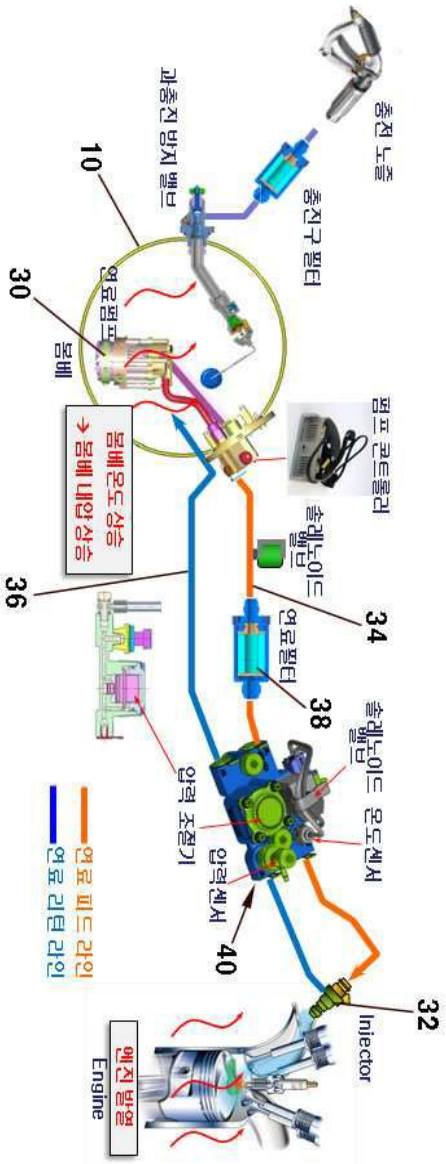 충전 노즐
충진구 필터
과충진 방지 밸브
10
연료펌프
30
봄베
봄베온도 상승
→ 봄베 내압 상승
펌프 콘트롤러
솔레노이드
밸브
34
36
연료필터
38
솔레노이드
밸브
온도센서
압력 조절기
압력센서
40
32
Injector
연료 피드 라인
연료 리턴 라인
엔진 발열
Engine